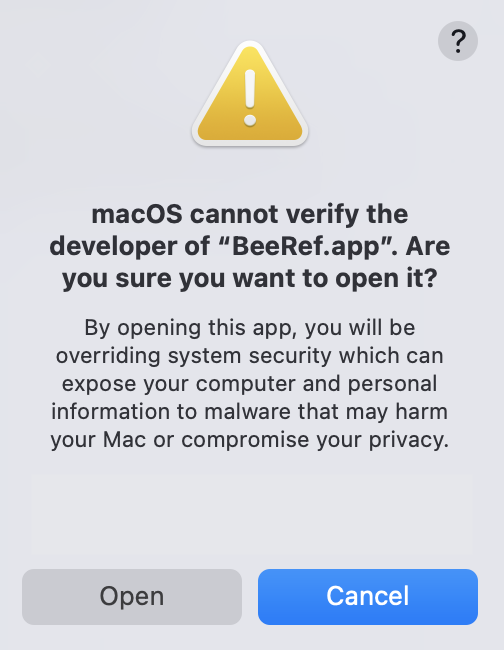 ?
macOS cannot verify the
developer of “BeeRef.app”. Are
you sure you want to open it?
By opening this app, you will be
overriding system security which can
expose your computer and personal
information to malware that may harm
your Mac or compromise your privacy.
Open
Cancel